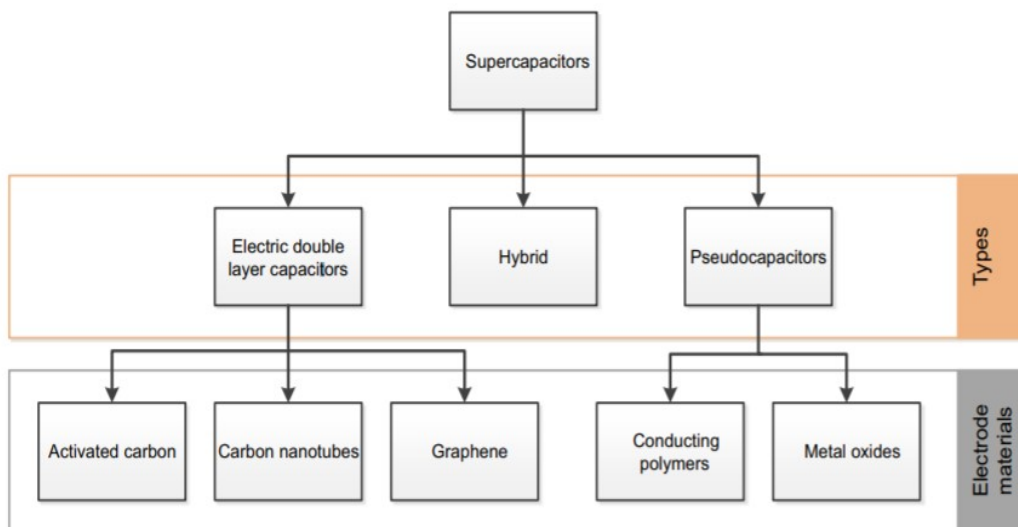 Supercapacitors
Electric double
layer capacitors
Hybrid
Pseudocapacitors
Types
Activated carbon
Carbon nanotubes
Graphene
Conducting
polymers
Metal oxides
Electrode
materials